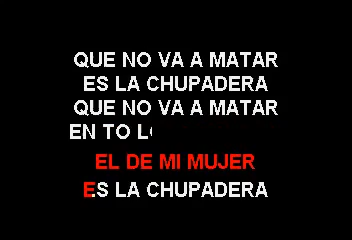 QUE NO VA A MATAR
ES LA CHUPADERA
QUE NO VA A MATAR
EN TO
EL DE MI MUJER
ES LA CHUPADERA